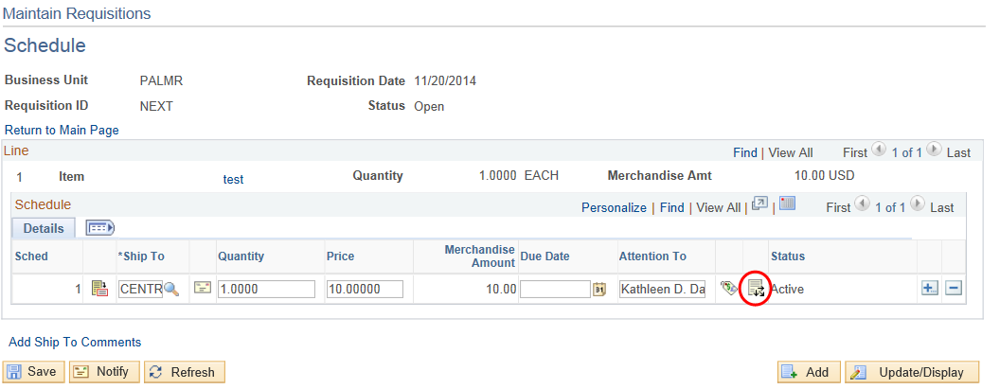 Maintain Requisitions
Schedule
Business Unit PALMR Requisition Date 11/20/2014
Requisition ID NEXT Status Open
Return to Main Page
Line Find | View All First 1 of 1 Last
1 Item test Quantity 1.0000 EACH Merchandise Amt 10.00 USD
Schedule Personalize | Find | View All | | First 1 of 1 Last
Details
Sched *Ship To Quantity Price Merchandise Amount Due Date Attention To Status
1 CENTR 1.0000 10.00000 10.00 31 Kathleen D. Da Active
Add Ship To Comments
Save Notify Refresh Add Update/Display